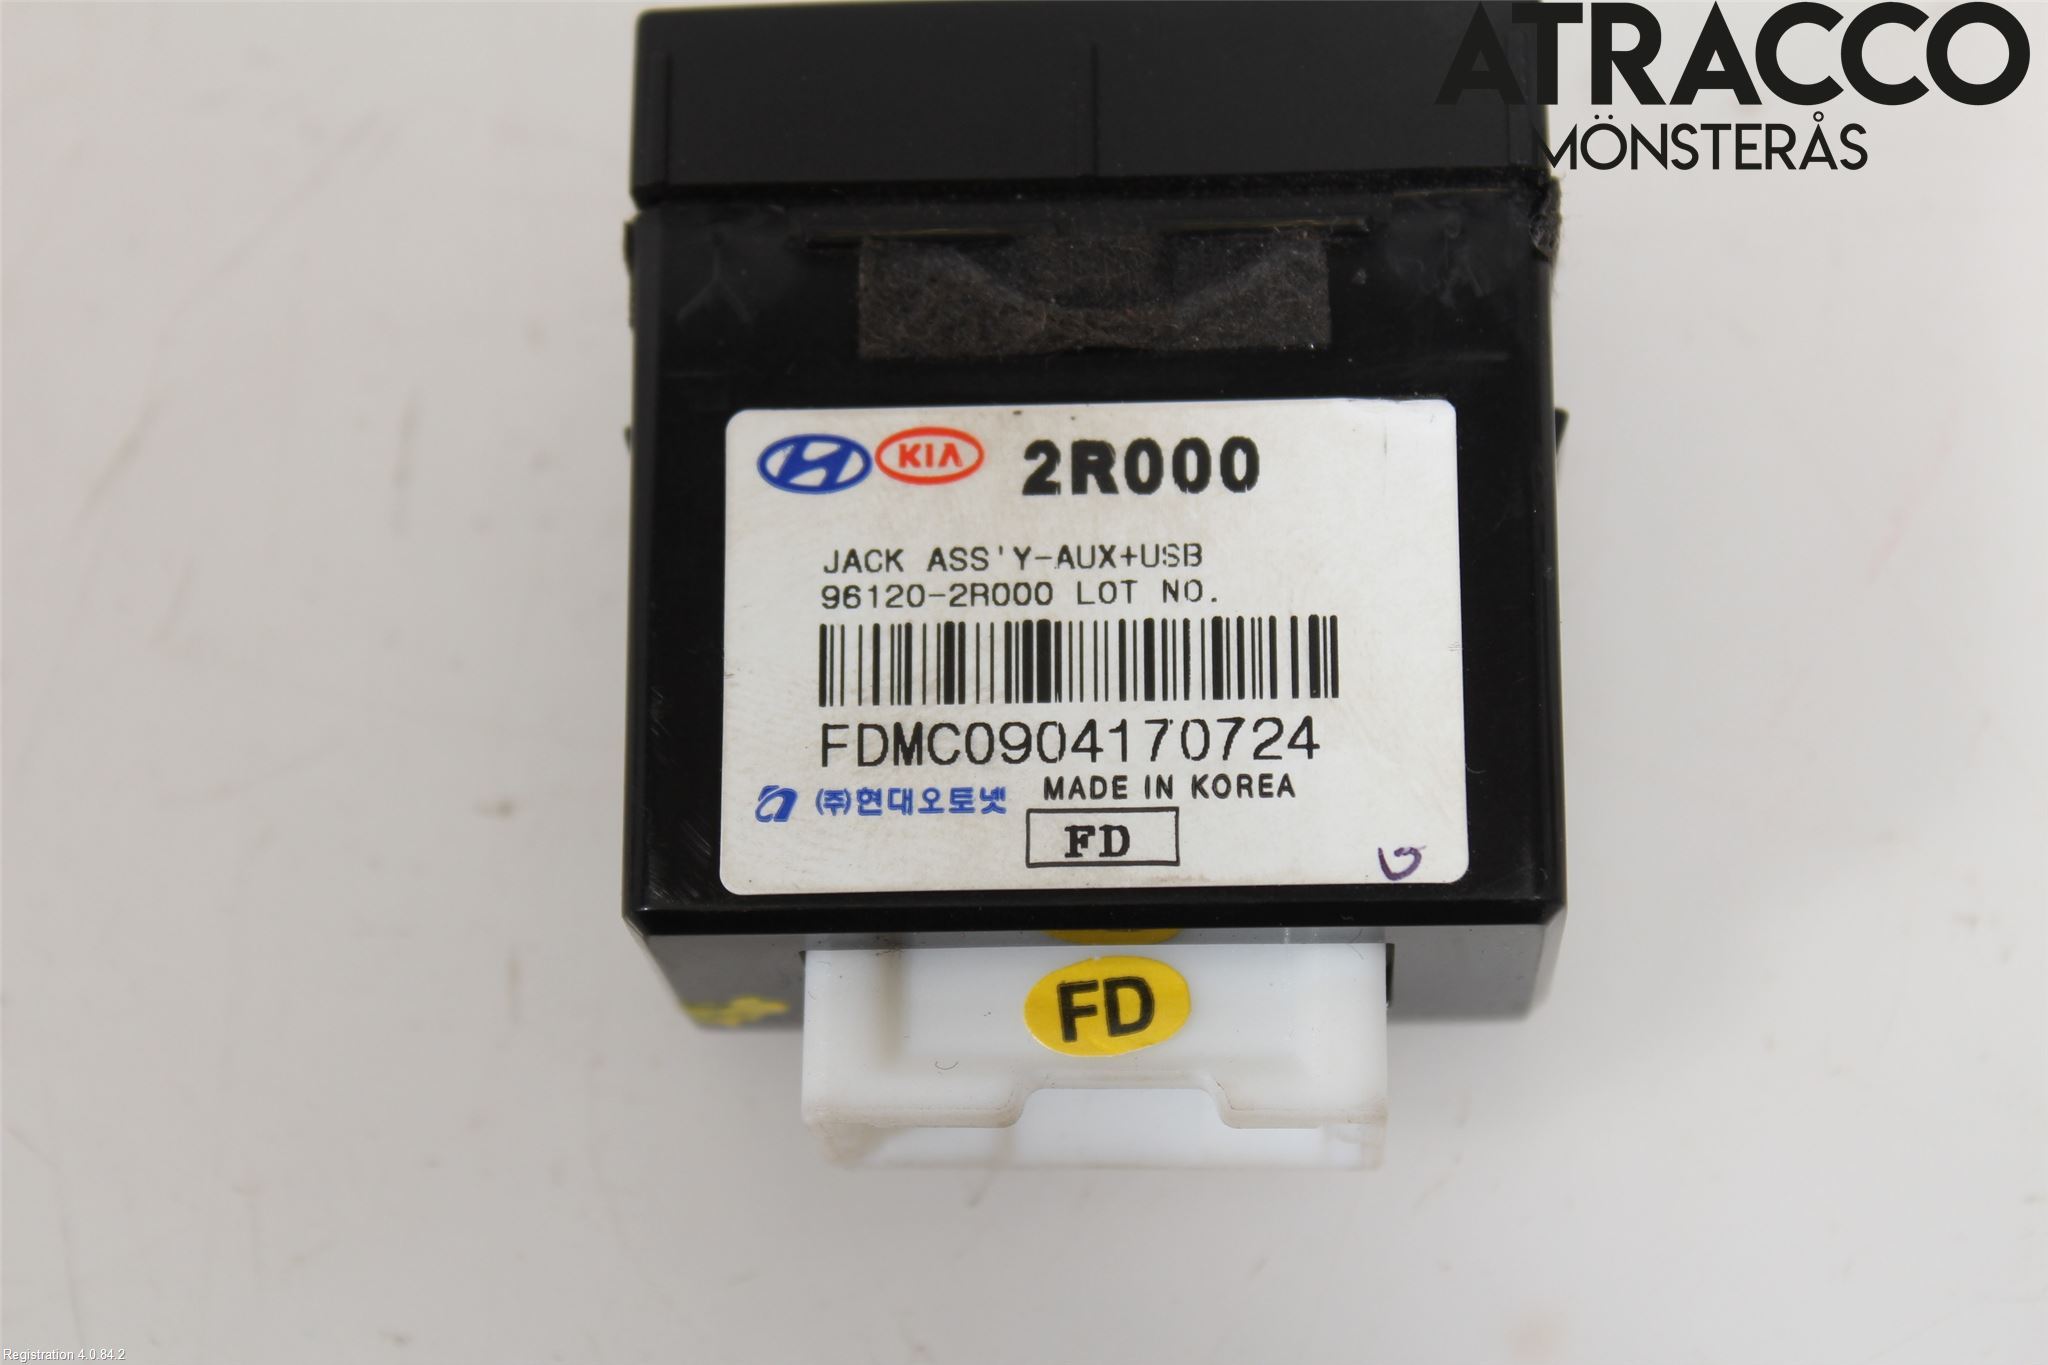 ATRACCO
MÖNSTERÅS
KIA 2R000
JACK ASS'Y-AUX+USB
96120-2R000 LOT NO.
FDMC0904170724
(주)현대오토넷 MADE IN KOREA
FD
FD
Registration 4.0.84.2